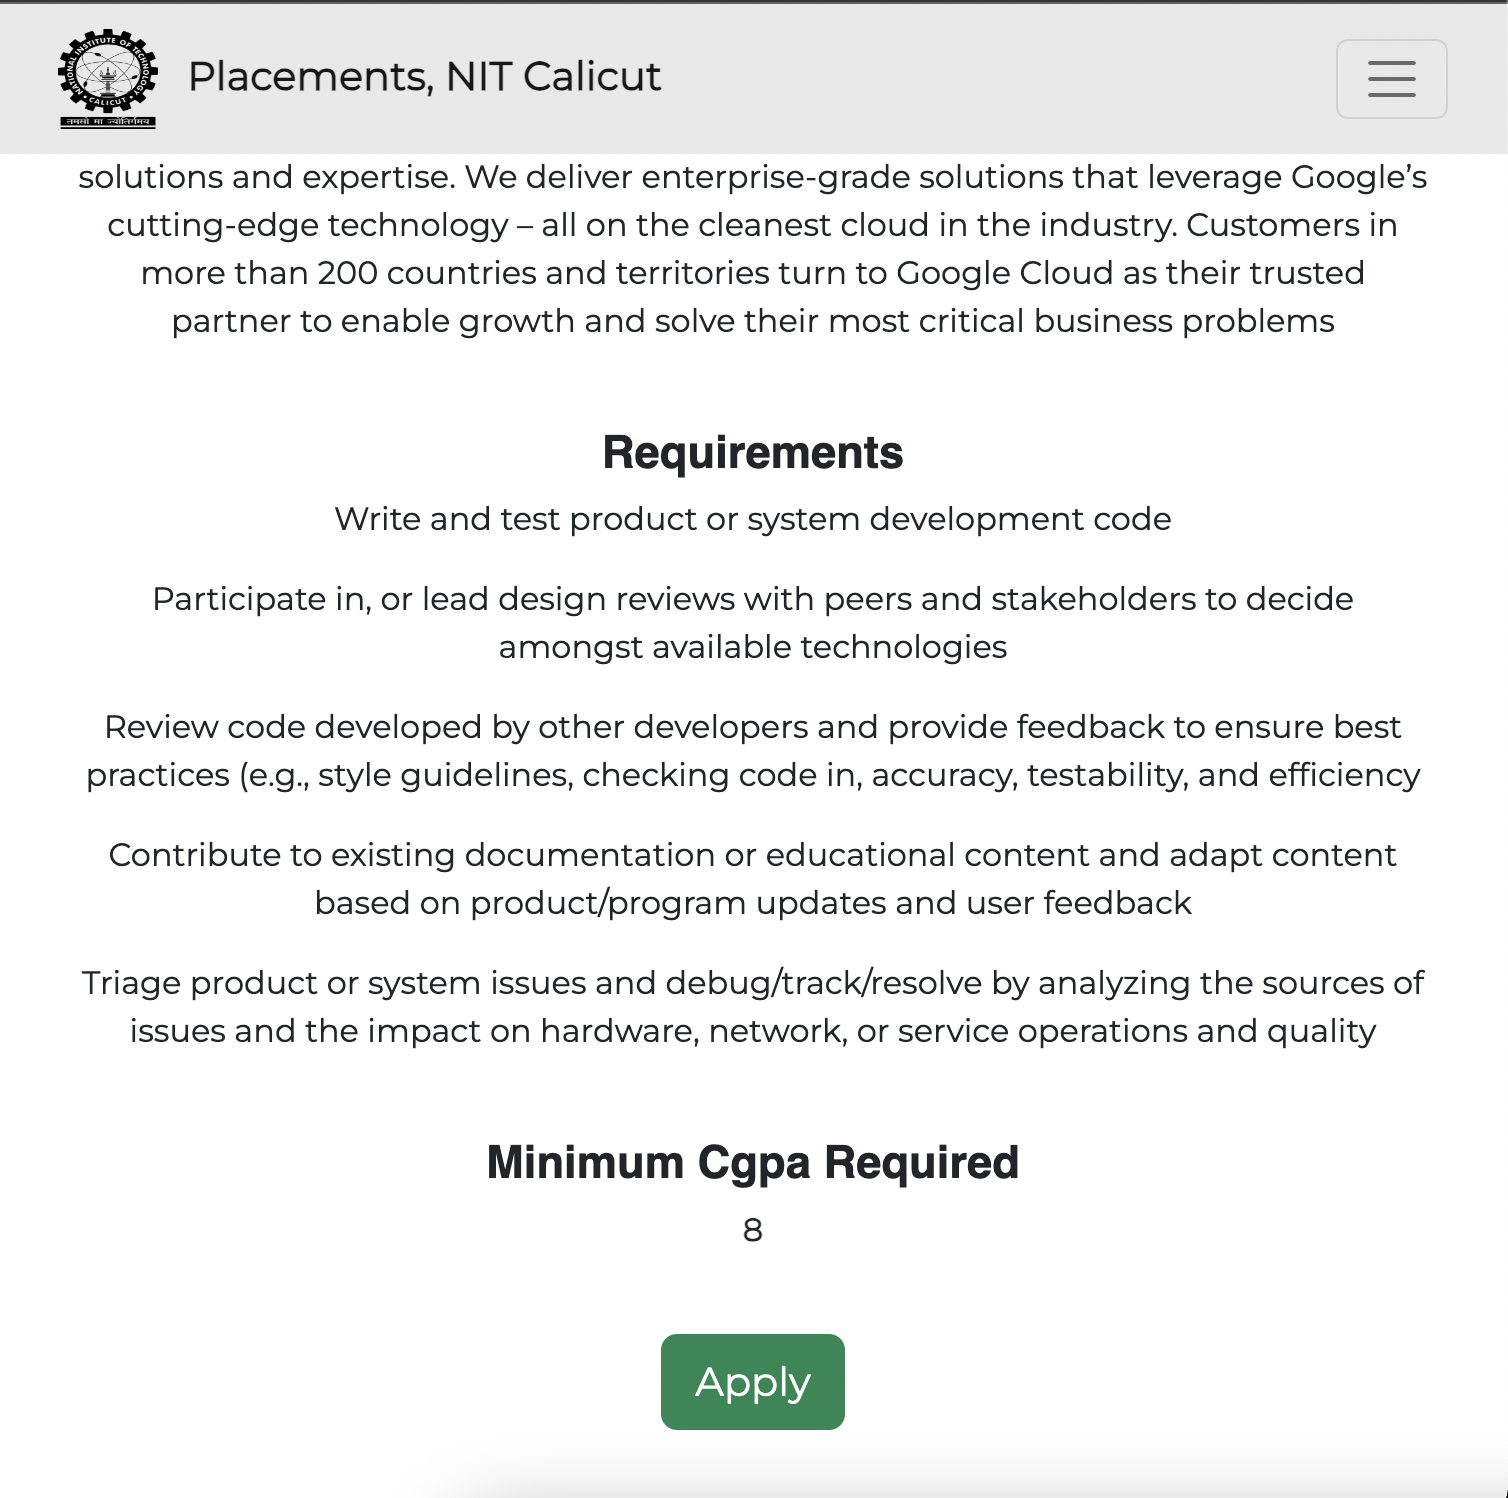 NATIONAL INSTITUTE OF TECHNOLOGY
CALICUT
तमसो मा ज्योतिर्गमय
Placements, NIT Calicut
solutions and expertise. We deliver enterprise-grade solutions that leverage Google’s
cutting-edge technology – all on the cleanest cloud in the industry. Customers in
more than 200 countries and territories turn to Google Cloud as their trusted
partner to enable growth and solve their most critical business problems
Requirements
Write and test product or system development code
Participate in, or lead design reviews with peers and stakeholders to decide
amongst available technologies
Review code developed by other developers and provide feedback to ensure best
practices (e.g., style guidelines, checking code in, accuracy, testability, and efficiency
Contribute to existing documentation or educational content and adapt content
based on product/program updates and user feedback
Triage product or system issues and debug/track/resolve by analyzing the sources of
issues and the impact on hardware, network, or service operations and quality
Minimum Cgpa Required
8
Apply